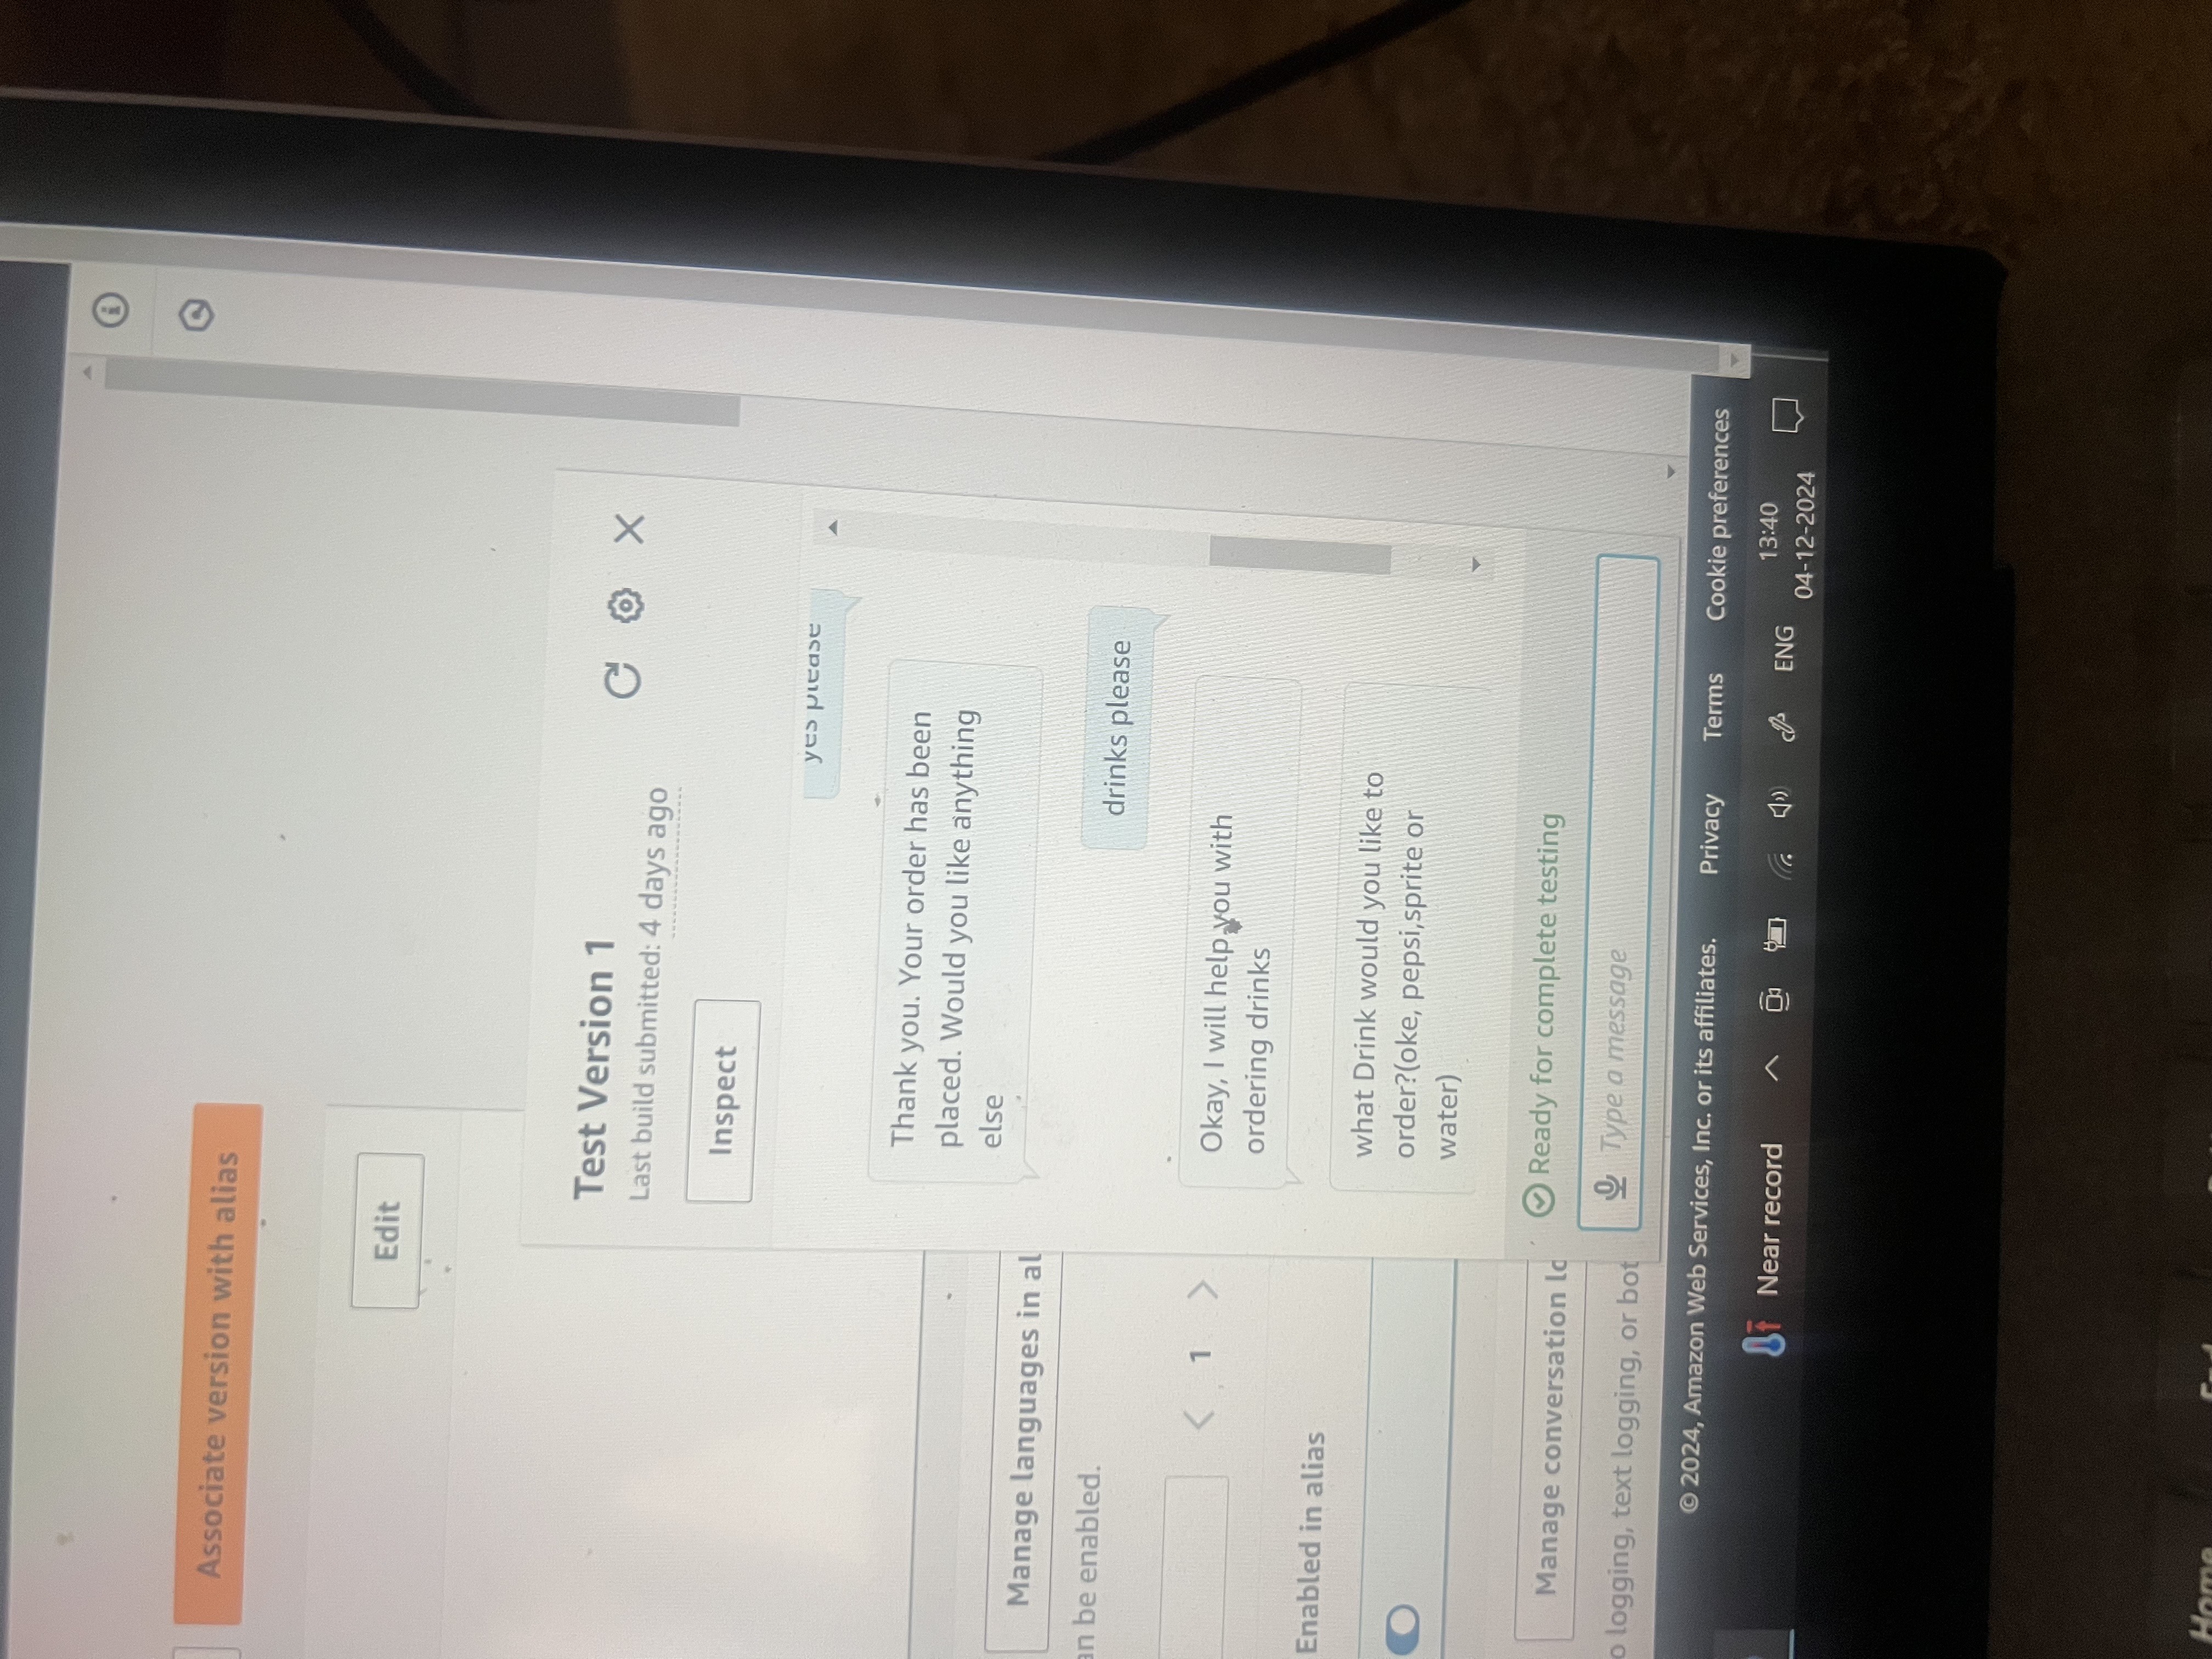 Associate version with alias
Edit
Test Version 1
Last build submitted: 4 days ago
Inspect
yes please
Thank you. Your order has been
placed. Would you like anything
else
drinks please
Okay, I will help you with
ordering drinks
what Drink would you like to
order?(oke, pepsi,sprite or
water)
Ready for complete testing
Type a message
Manage languages in al
an be enabled.
1
Enabled in alias
Manage conversation lo
o logging, text logging, or bot
© 2024, Amazon Web Services, Inc. or its affiliates. Privacy Terms Cookie preferences
Near record ENG 13:40
04-12-2024
Home
End